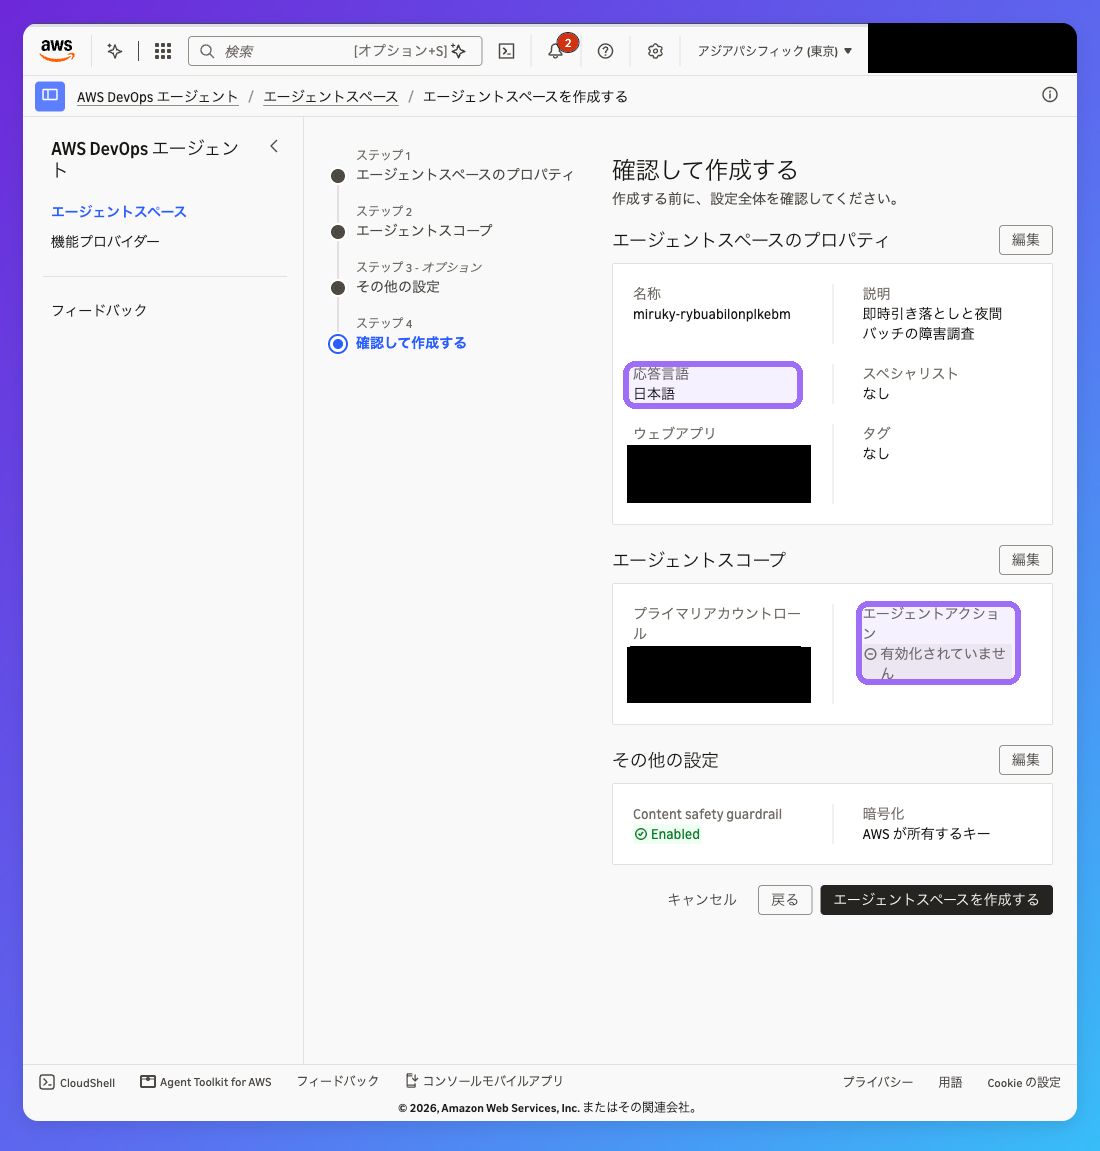 aws
検索 [オプション+S]
2
アジアパシフィック (東京) ▼
AWS DevOps エージェント / エージェントスペース / エージェントスペースを作成する
AWS DevOps エージェン
ト
エージェントスペース
機能プロバイダー
フィードバック
ステップ 1
エージェントスペースのプロパティ
ステップ 2
エージェントスコープ
ステップ 3 - オプション
その他の設定
ステップ 4
確認して作成する
確認して作成する
作成する前に、設定全体を確認してください。
エージェントスペースのプロパティ
編集
名称
miruky-rybuabilonplkebm
説明
即時引き落としと夜間
バッチの障害調査
応答言語
日本語
スペシャリスト
なし
ウェブアプリ
タグ
なし
エージェントスコープ
編集
プライマリアカウントロー
ル
エージェントアクショ
ン
有効化されていませ
ん
その他の設定
編集
Content safety guardrail
Enabled
暗号化
AWS が所有するキー
キャンセル
戻る
エージェントスペースを作成する
CloudShell
Agent Toolkit for AWS
フィードバック
コンソールモバイルアプリ
プライバシー
用語
Cookie の設定
© 2026, Amazon Web Services, Inc. またはその関連会社。